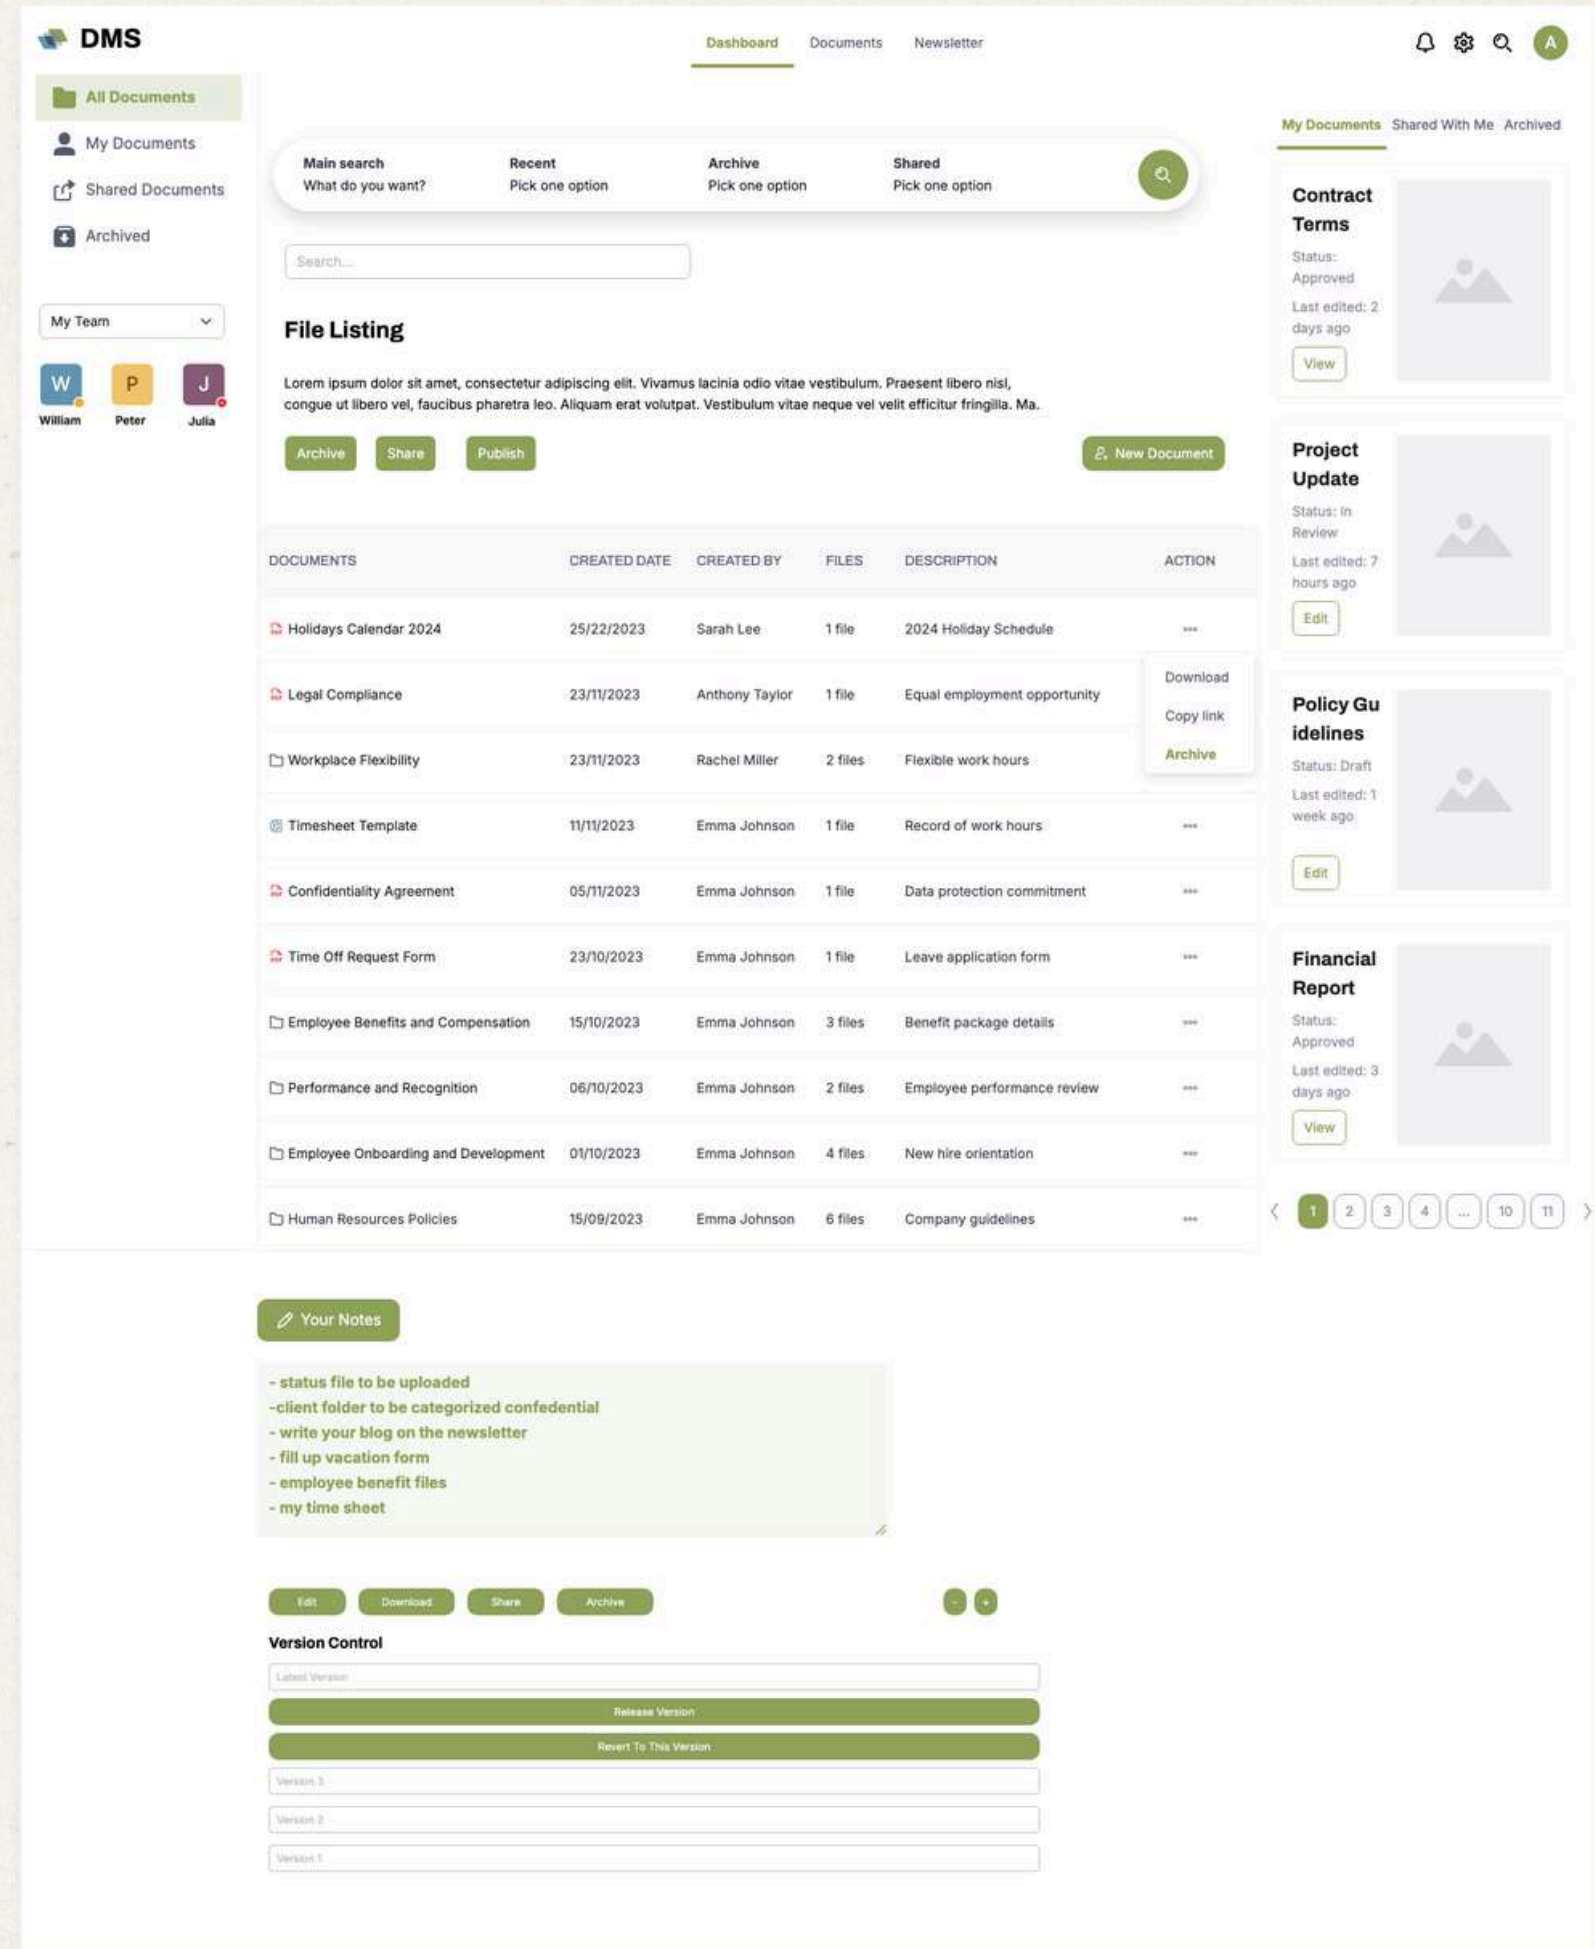 DMS
Dashboard Documents Newsletter
A
All Documents
My Documents
Shared Documents
Archived
My Team
W P J
William Peter Julia
Main search Recent Archive Shared
What do you want? Pick one option Pick one option Pick one option
Search...
File Listing
Lorem ipsum dolor sit amet, consectetur adipiscing elit. Vivamus lacinia odio vitae vestibulum. Praesent libero nisl,
congue ut libero vel, faucibus pharetra leo. Aliquam erat volutpat. Vestibulum vitae neque vel velit efficitur fringilla. Ma.
Archive Share Publish New Document
DOCUMENTS CREATED DATE CREATED BY FILES DESCRIPTION ACTION
Holidays Calendar 2024 25/22/2023 Sarah Lee 1 file 2024 Holiday Schedule ...
Legal Compliance 23/11/2023 Anthony Taylor 1 file Equal employment opportunity
Workplace Flexibility 23/11/2023 Rachel Miller 2 files Flexible work hours
Download
Copy link
Archive
Timesheet Template 11/11/2023 Emma Johnson 1 file Record of work hours ...
Confidentiality Agreement 05/11/2023 Emma Johnson 1 file Data protection commitment ...
Time Off Request Form 23/10/2023 Emma Johnson 1 file Leave application form ...
Employee Benefits and Compensation 15/10/2023 Emma Johnson 3 files Benefit package details ...
Performance and Recognition 06/10/2023 Emma Johnson 2 files Employee performance review ...
Employee Onboarding and Development 01/10/2023 Emma Johnson 4 files New hire orientation ...
Human Resources Policies 15/09/2023 Emma Johnson 6 files Company guidelines ...
My Documents Shared With Me Archived
Contract
Terms
Status:
Approved
Last edited: 2
days ago
View
Project
Update
Status: In
Review
Last edited: 7
hours ago
Edit
Policy Gu
idelines
Status: Draft
Last edited: 1
week ago
Edit
Financial
Report
Status:
Approved
Last edited: 3
days ago
View
1 2 3 4 ... 10 11
Your Notes
- status file to be uploaded
-client folder to be categorized confedential
- write your blog on the newsletter
- fill up vacation form
- employee benefit files
- my time sheet
Edit Download Share Archive - +
Version Control
Latest Version
Release Version
Revert To This Version
Version 3
Version 2
Version 1